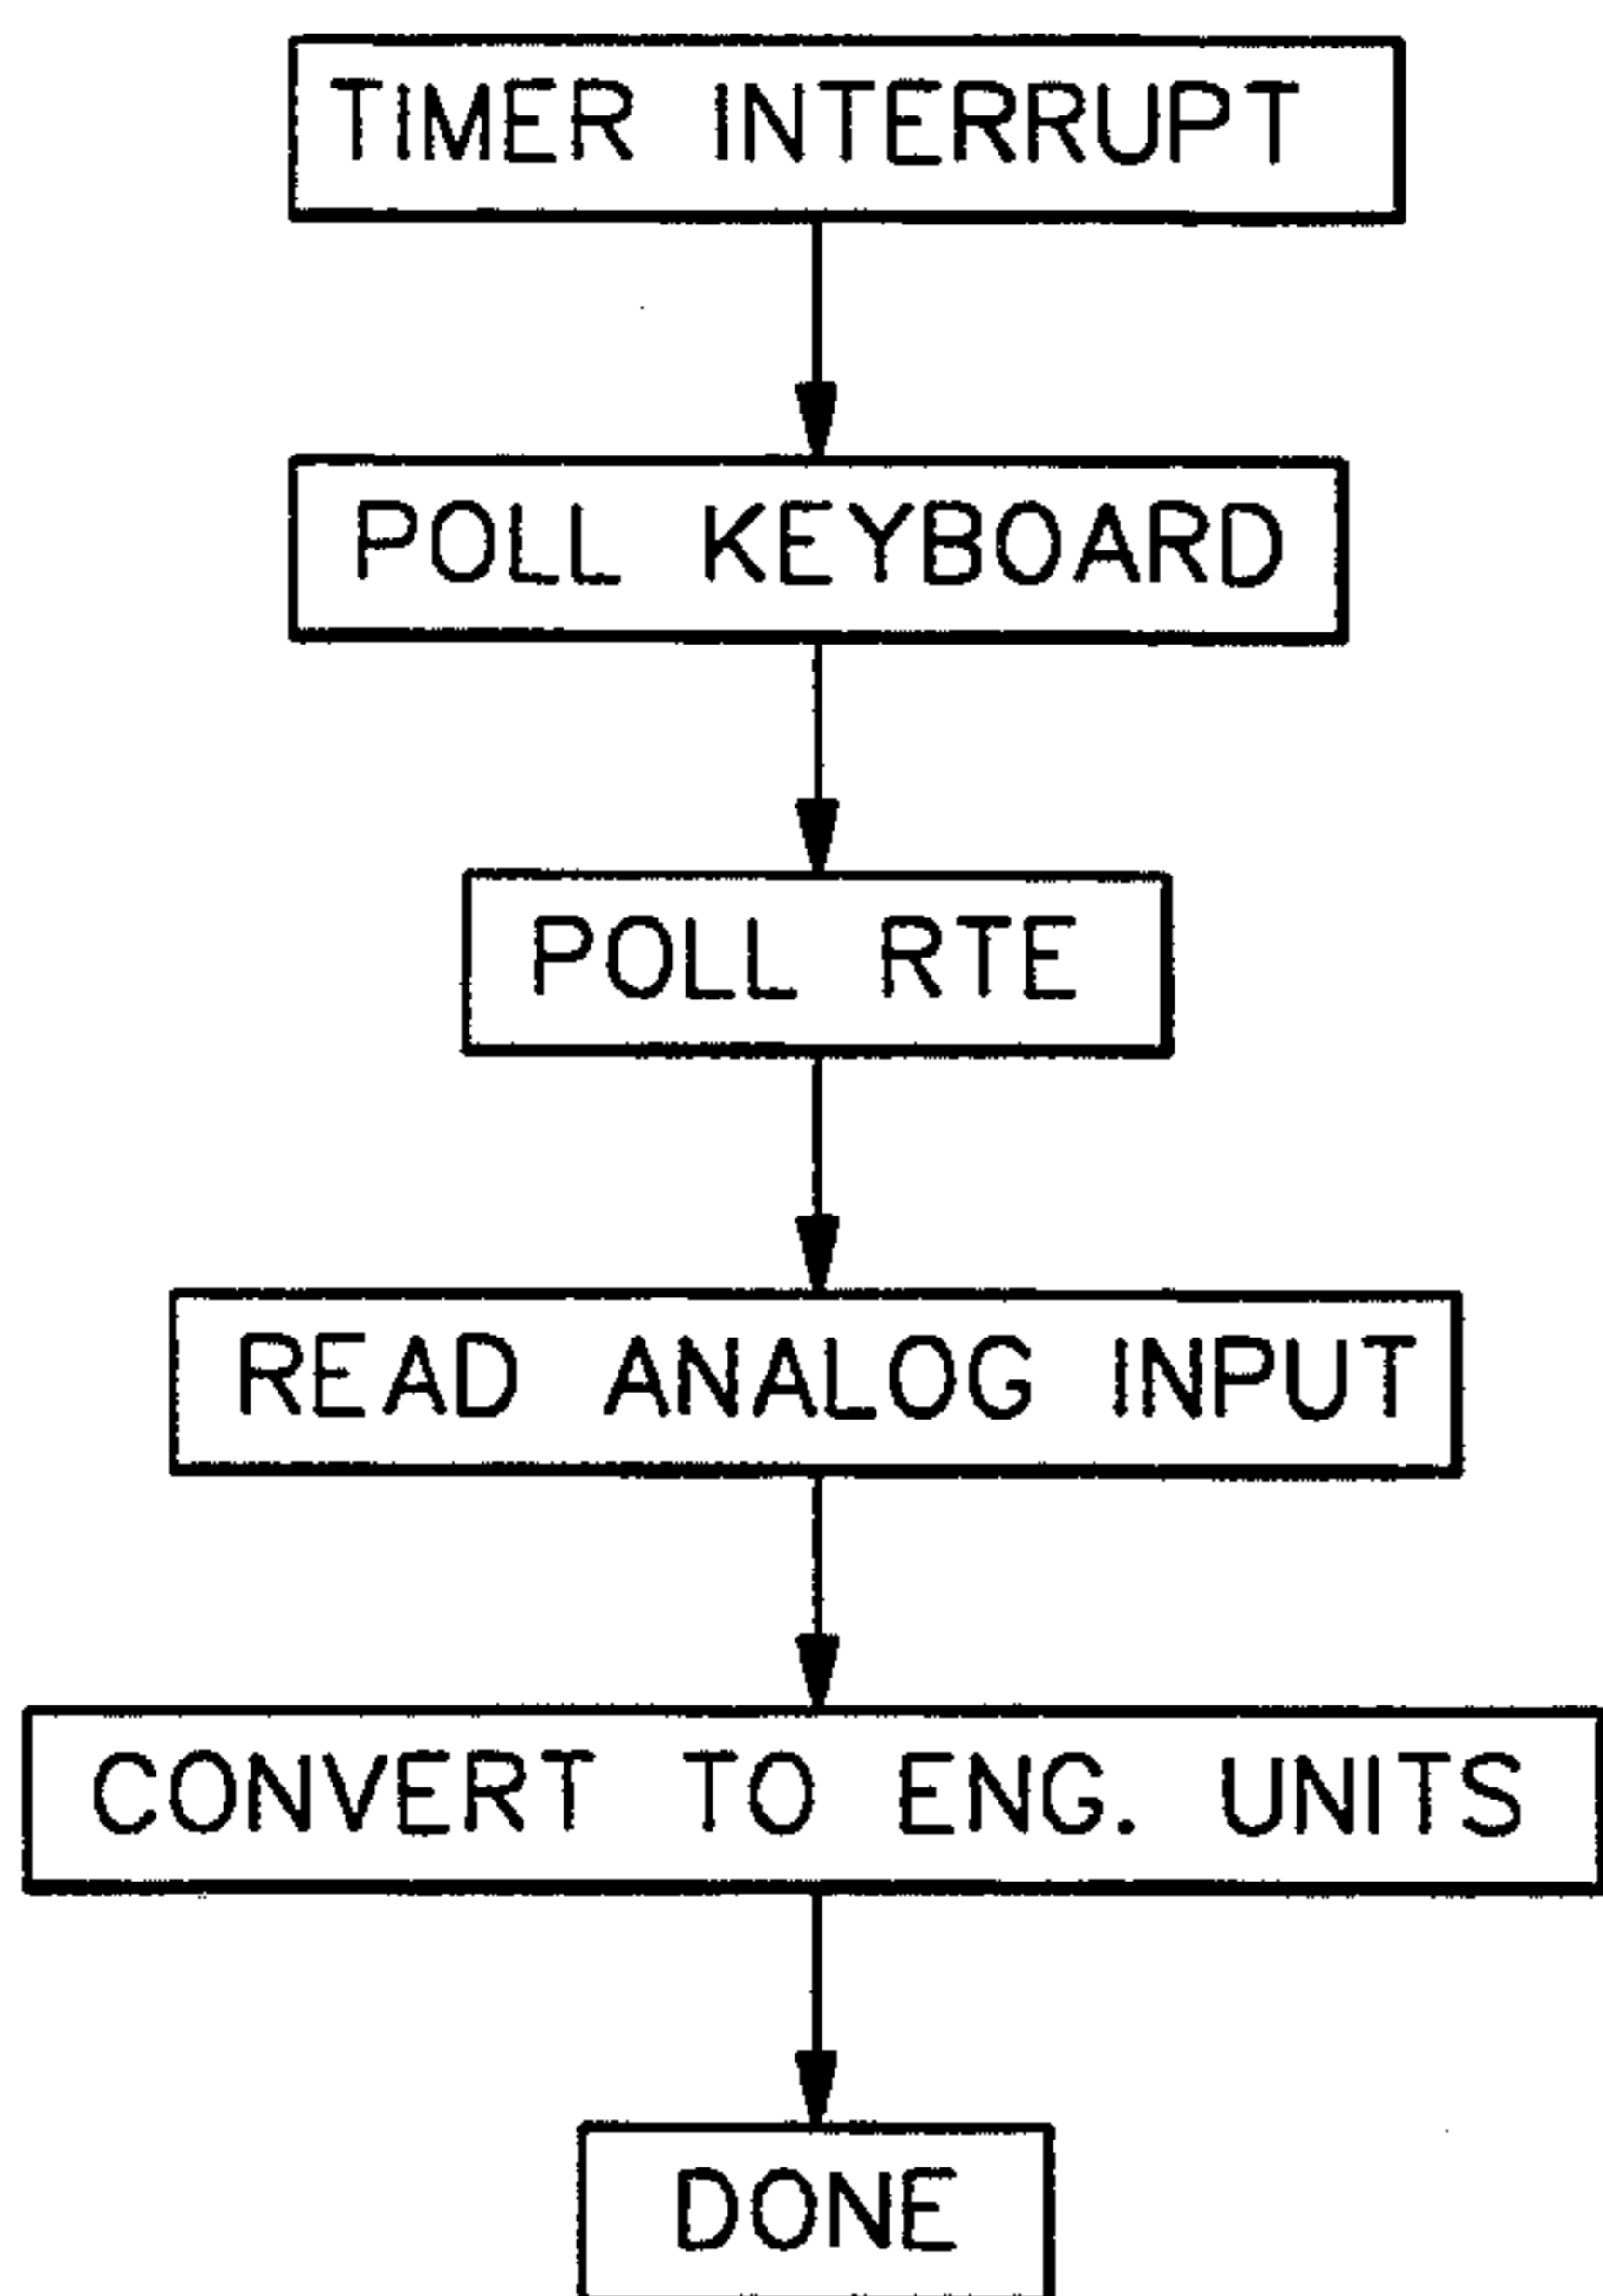 TIMER INTERRUPT
POLL KEYBOARD
POLL RTE
READ ANALOG INPUT
CONVERT TO ENG. UNITS
DONE